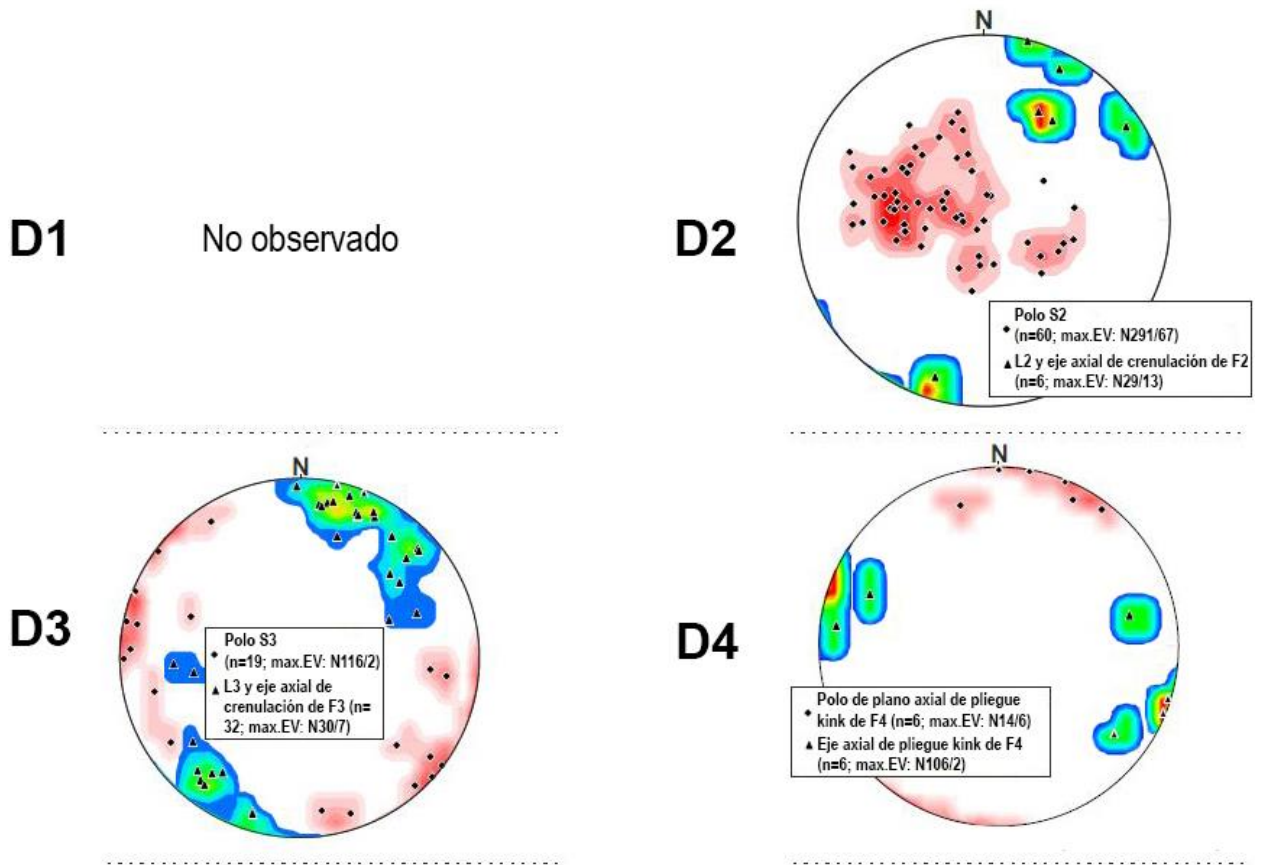 D1
No observado
D2
N
Polo S2
(n=60; max.EV: N291/67)
L2 y eje axial de crenulación de F2
(n=6; max.EV: N29/13)
D3
N
Polo S3
(n=19; max.EV: N116/2)
L3 y eje axial de
crenulación de F3 (n=
32; max.EV: N30/7)
D4
N
Polo de plano axial de pliegue
kink de F4 (n=6; max.EV: N14/6)
Eje axial de pliegue kink de F4
(n=6; max.EV: N106/2)